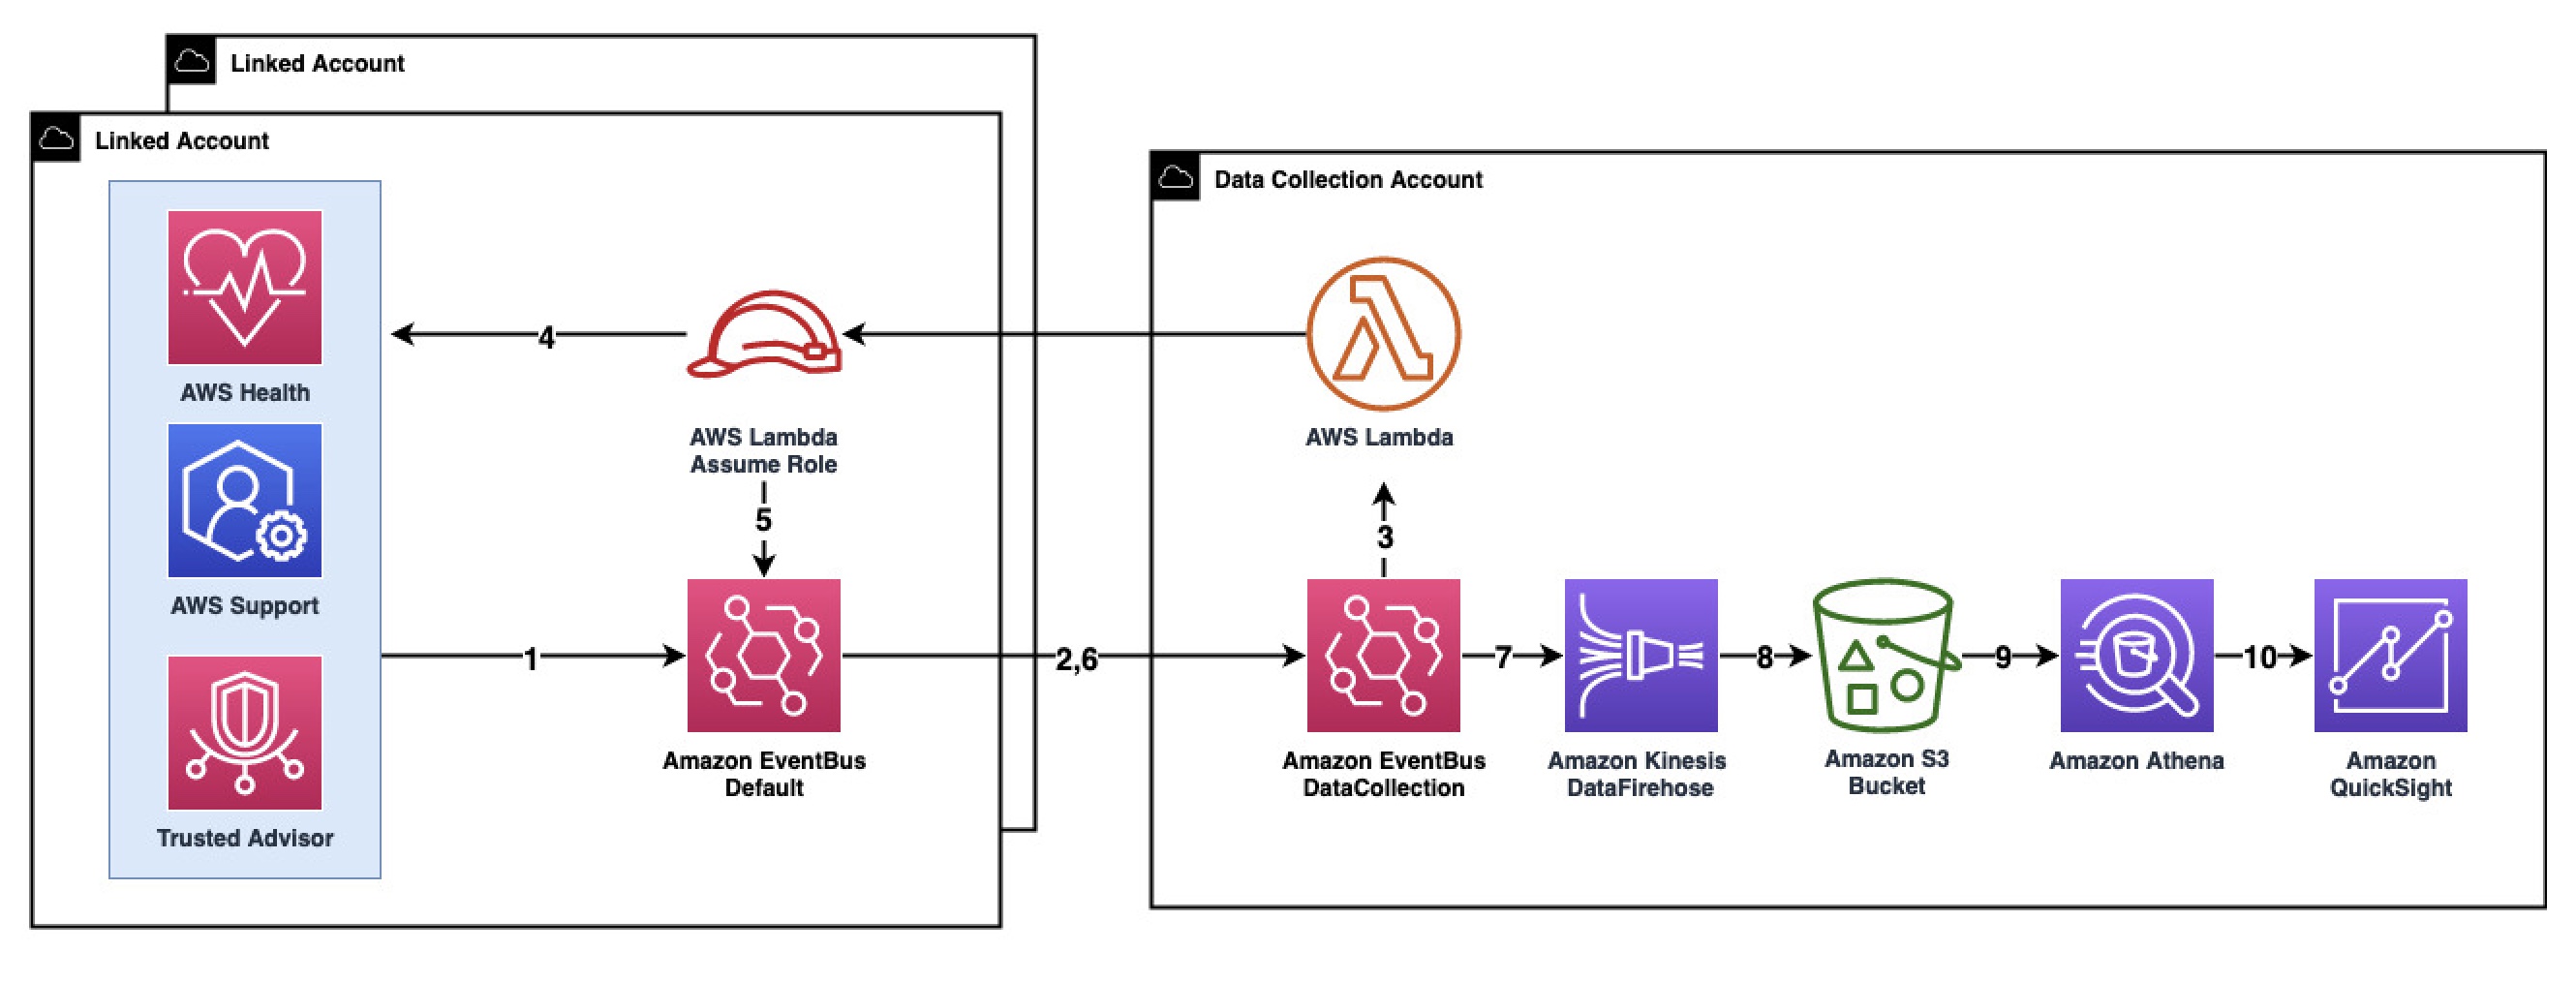 Linked Account
Linked Account
Data Collection Account
AWS Health
4
AWS Lambda
Assume Role
AWS Lambda
5
3
AWS Support
1
2,6
7
8
9
10
Amazon EventBus
Default
Amazon EventBus
DataCollection
Amazon Kinesis
DataFirehose
Amazon S3
Bucket
Amazon Athena
Amazon
QuickSight
Trusted Advisor